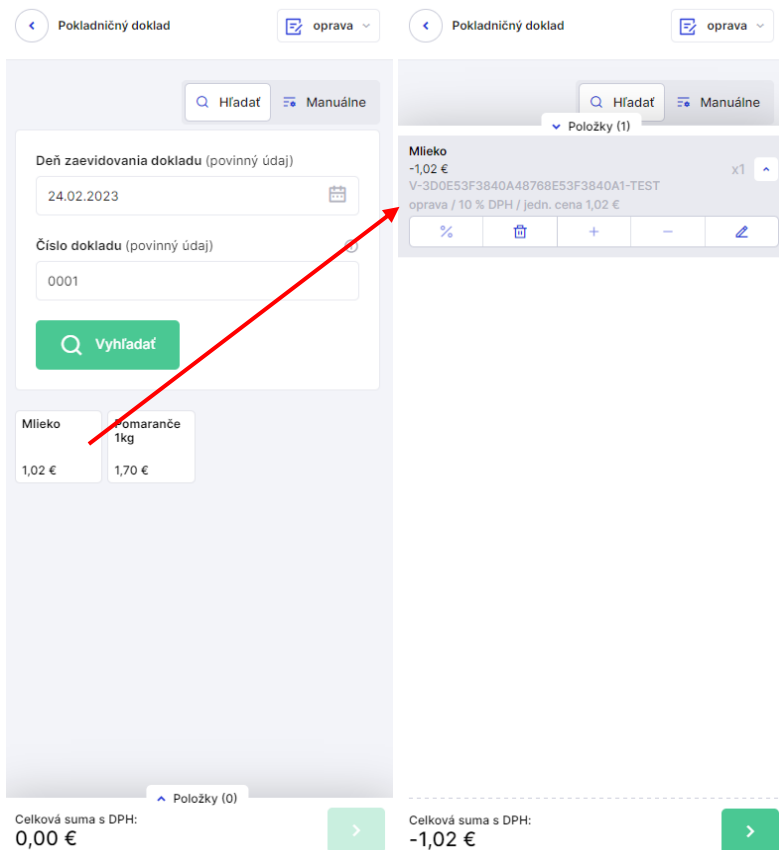 Pokladničný doklad
oprava
Hľadať
Manuálne
Deň zaevidovania dokladu (povinný údaj)
24.02.2023
Číslo dokladu (povinný údaj)
0001
Vyhľadať
Mlieko
1,02 €
Pomaranče
1kg
1,70 €
Položky (0)
Celková suma s DPH:
0,00 €
Pokladničný doklad
oprava
Hľadať
Manuálne
Položky (1)
Mlieko
-1,02 €
x1
V-3D0E53F3840A48768E53F3840A1-TEST
oprava / 10 % DPH / jedn. cena 1,02 €
Celková suma s DPH:
-1,02 €